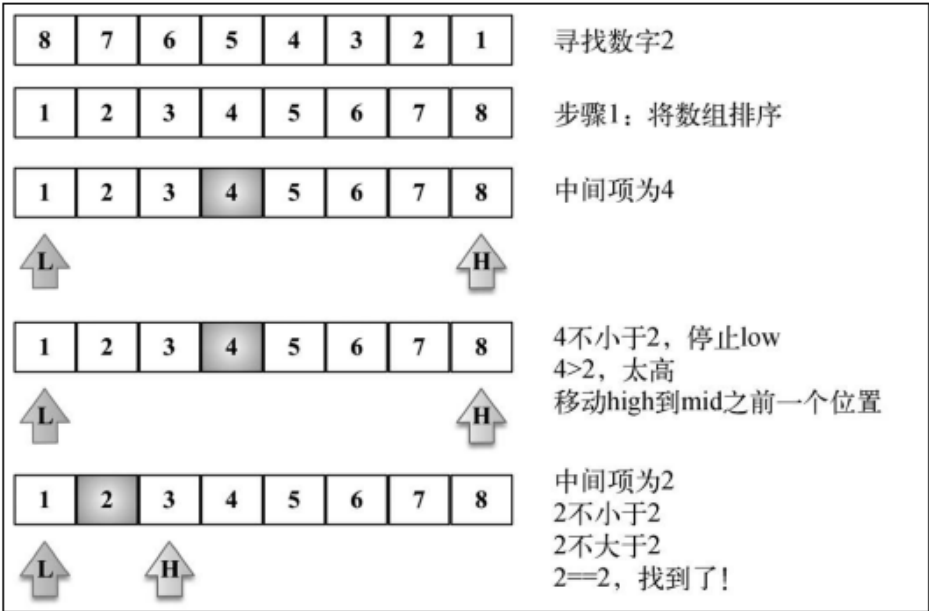 8 7 6 5 4 3 2 1 寻找数字2
1 2 3 4 5 6 7 8 步骤1：将数组排序
1 2 3 4 5 6 7 8 中间项为4
L H
1 2 3 4 5 6 7 8 4不小于2，停止low
4>2，太高
L H 移动high到mid之前一个位置
1 2 3 4 5 6 7 8 中间项为2
2不小于2
2不大于2
L H 2==2，找到了！